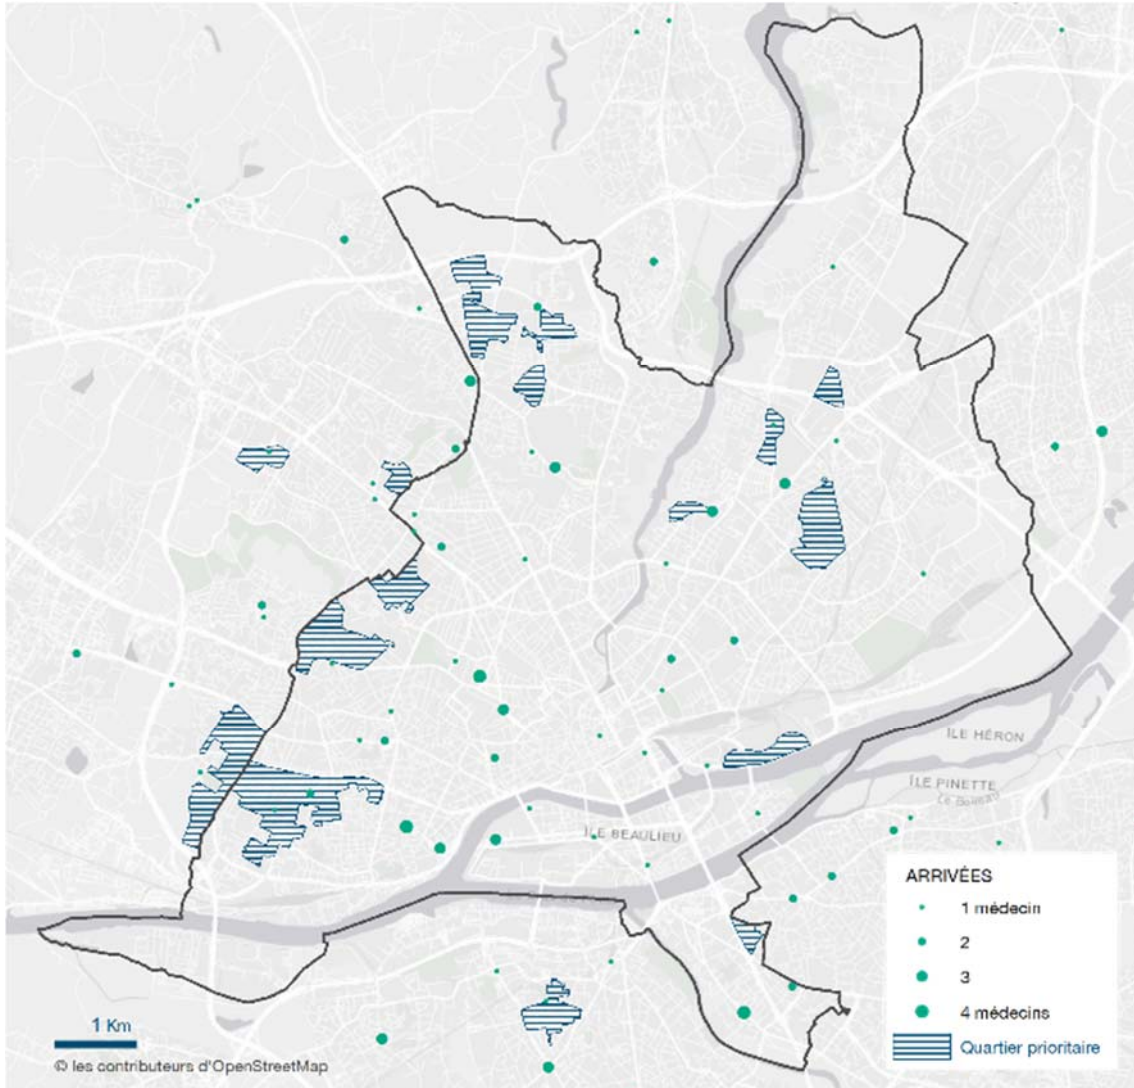 ÎLE HÉRON
ÎLE PINETTE
Le Boireau
ÎLE BEAULIEU
ARRIVÉES
1 médecin
2
3
4 médecins
Quartier prioritaire
1 Km
© les contributeurs d'OpenStreetMap